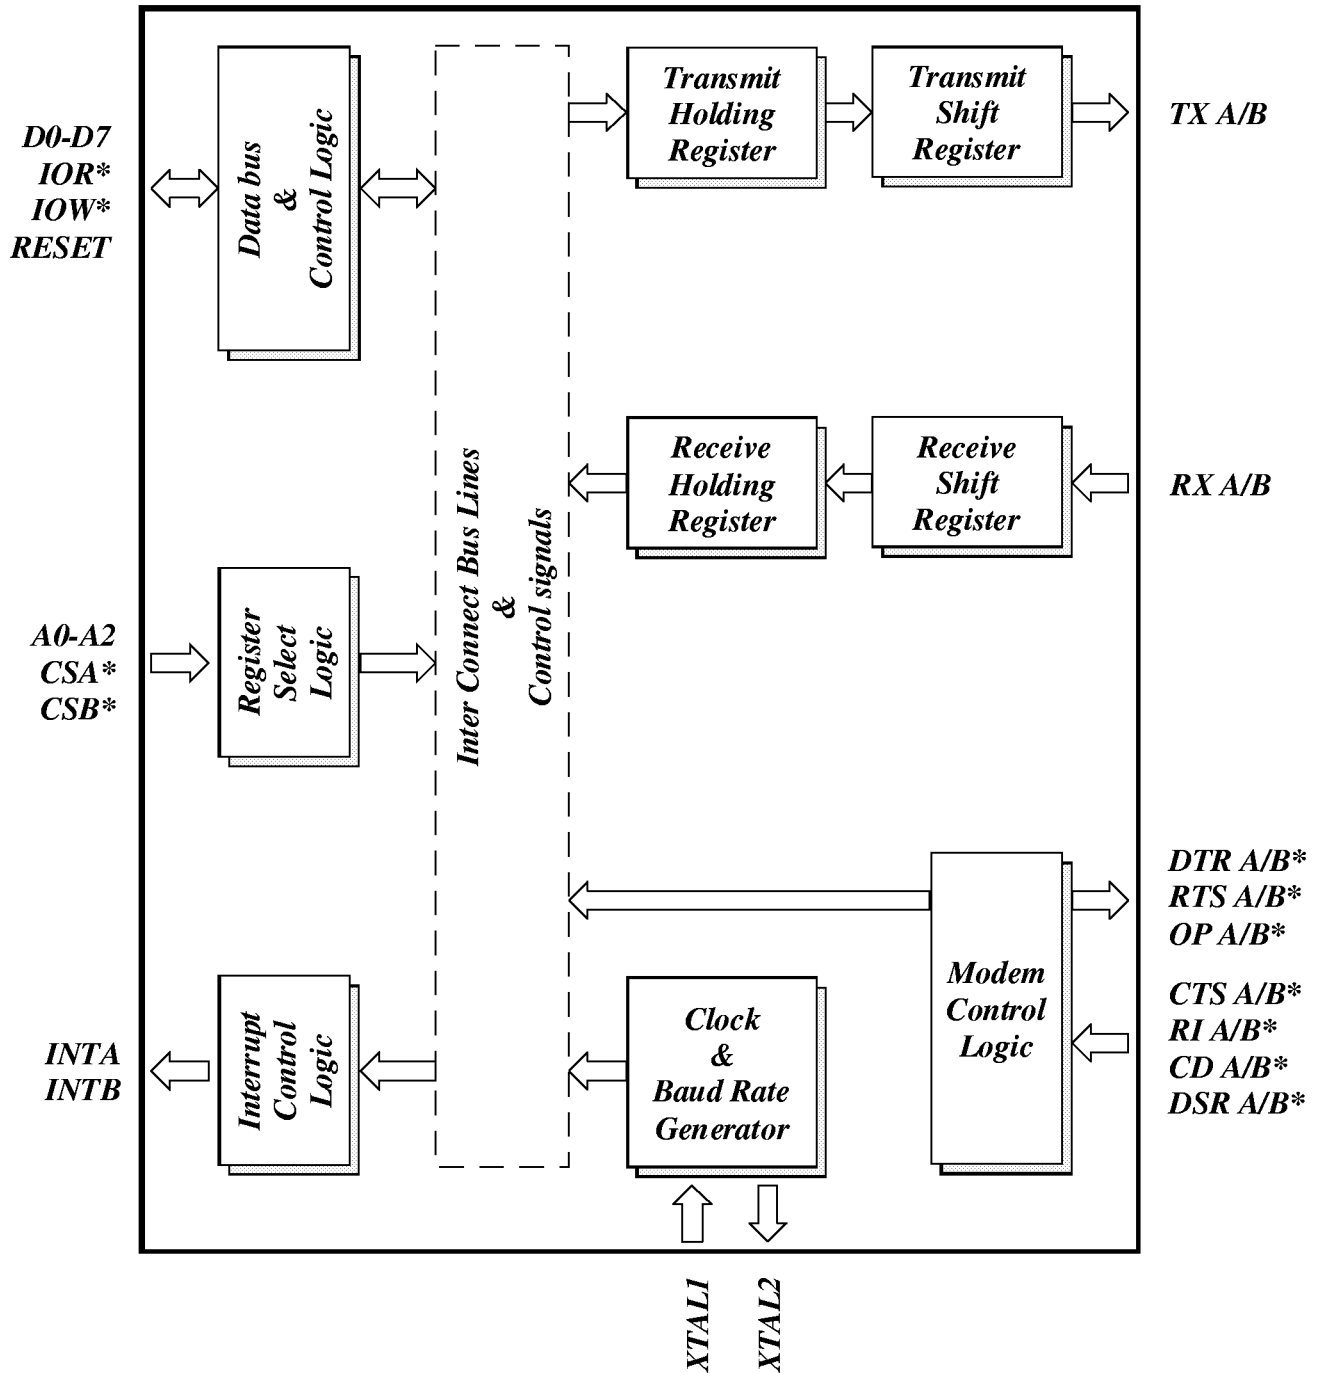 D0-D7
IOR*
IOW*
RESET
Data bus
&
Control Logic
A0-A2
CSA*
CSB*
Register
Select
Logic
INTA
INTB
Interrupt
Control
Logic
Inter Connect Bus Lines
&
Control signals
Transmit
Holding
Register
Transmit
Shift
Register
TX A/B
Receive
Holding
Register
Receive
Shift
Register
RX A/B
Clock
&
Baud Rate
Generator
Modem
Control
Logic
DTR A/B*
RTS A/B*
OP A/B*
CTS A/B*
RI A/B*
CD A/B*
DSR A/B*
XTAL1
XTAL2